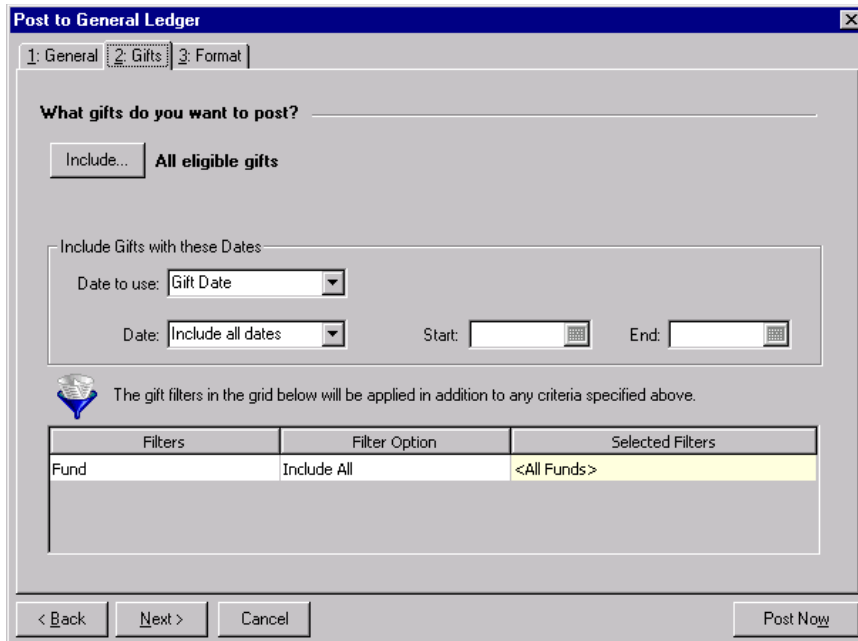 Post to General Ledger
1: General 2: Gifts 3: Format
What gifts do you want to post?
Include... All eligible gifts
Include Gifts with these Dates
Date to use: Gift Date
Date: Include all dates Start: End:
The gift filters in the grid below will be applied in addition to any criteria specified above.
Filters Filter Option Selected Filters
Fund Include All <All Funds>
< Back Next > Cancel Post Now